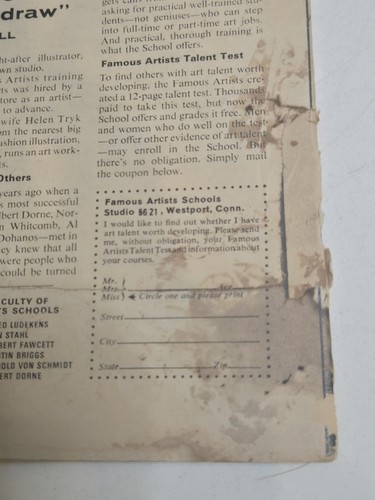 draw"
LL
ht-after illustrator,
wn studio.
s Artists training
rts was hired by a
tore as an artist—
to advance.
wife Helen Tryk
om the nearest big
ashion illustration,
, runs an art work-
s.
Others
years ago when a
s most successful
lbert Dorne, Nor-
n Whitcomb, Al
Dohanos—met in
ey knew that all
were people who
could be turned
CULTY OF
TS SCHOOLS
ED LUDEKENS
N STAHL
BERT FAWCETT
STIN BRIGGS
OLD VON SCHMIDT
ERT DORNE
asking for practical well-trained stu-
dents—not geniuses—who can step
into full-time or part-time art jobs.
And practical, thorough training is
what the School offers.
Famous Artists Talent Test
To find others with art talent worth
developing, the Famous Artists cre-
ated a 12-page talent test. Thousands
paid to take this test, but now the
School offers and grades it free. Men
and women who do well on the test
—or offer other evidence of art talent
—may enroll in the School. But
there's no obligation. Simply mail
the coupon below.
Famous Artists Schools
Studio 8621, Westport, Conn.
I would like to find out whether I have
art talent worth developing. Please send
me, without obligation, your Famous
Artists Talent Test and information about
your courses.
Mr.
Mrs. Age
Miss Circle one and please print
Street
City
State Zip